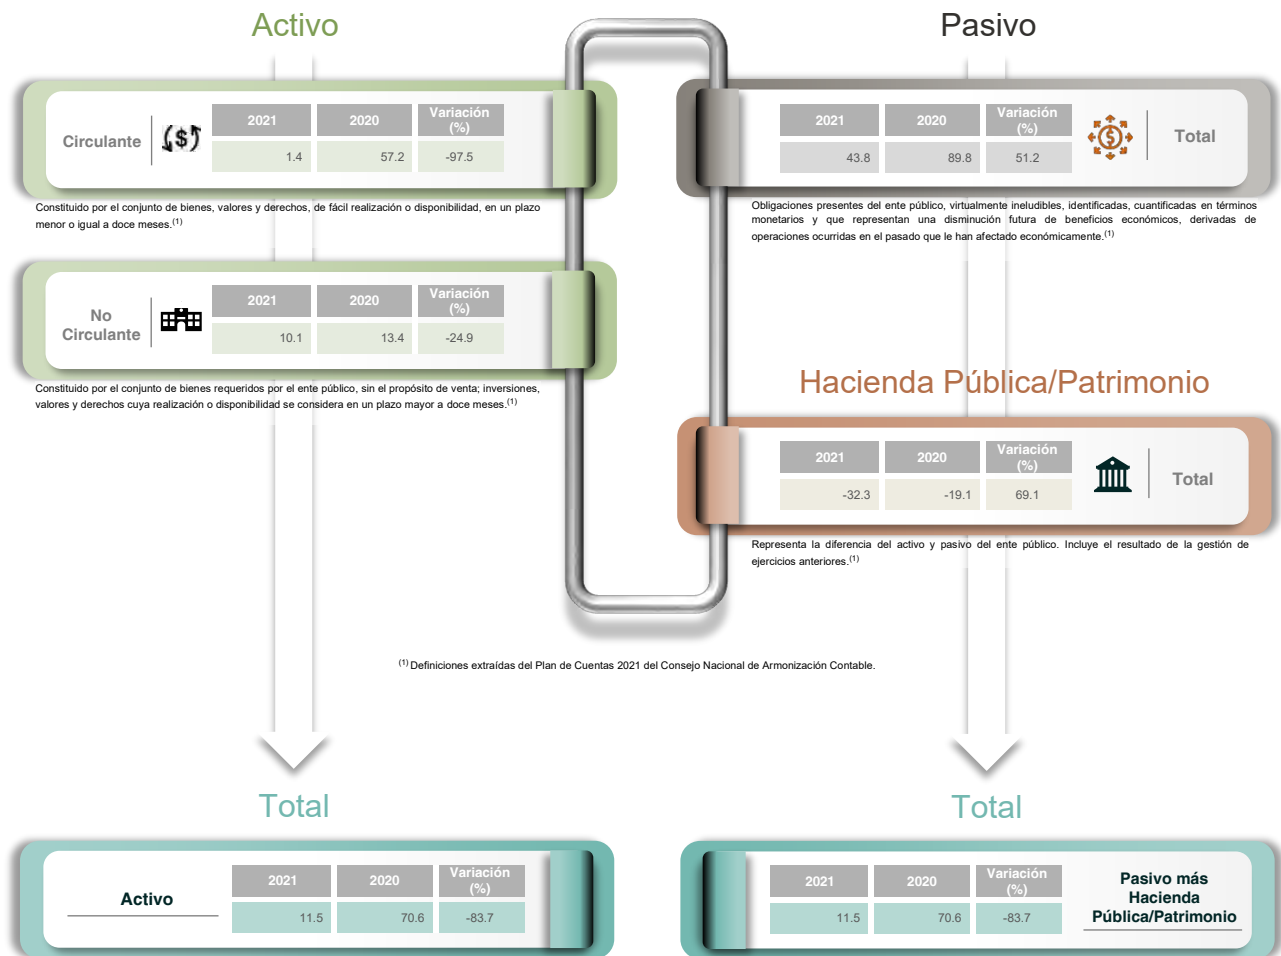 Activo
Circulante
2021 2020 Variación (%)
1.4 57.2 -97.5
Constituido por el conjunto de bienes, valores y derechos, de fácil realización o disponibilidad, en un plazo
menor o igual a doce meses.(1)
No
Circulante
2021 2020 Variación (%)
10.1 13.4 -24.9
Constituido por el conjunto de bienes requeridos por el ente público, sin el propósito de venta; inversiones,
valores y derechos cuya realización o disponibilidad se considera en un plazo mayor a doce meses.(1)
Pasivo
2021 2020 Variación (%)
43.8 89.8 51.2
Total
Obligaciones presentes del ente público, virtualmente ineludibles, identificadas, cuantificadas en términos
monetarios y que representan una disminución futura de beneficios económicos, derivadas de
operaciones ocurridas en el pasado que le han afectado económicamente.(1)
Hacienda Pública/Patrimonio
2021 2020 Variación (%)
-32.3 -19.1 69.1
Total
Representa la diferencia del activo y pasivo del ente público. Incluye el resultado de la gestión de
ejercicios anteriores.(1)
(1) Definiciones extraídas del Plan de Cuentas 2021 del Consejo Nacional de Armonización Contable.
Total
Activo
2021 2020 Variación (%)
11.5 70.6 -83.7
Total
2021 2020 Variación (%)
11.5 70.6 -83.7
Pasivo más
Hacienda
Pública/Patrimonio